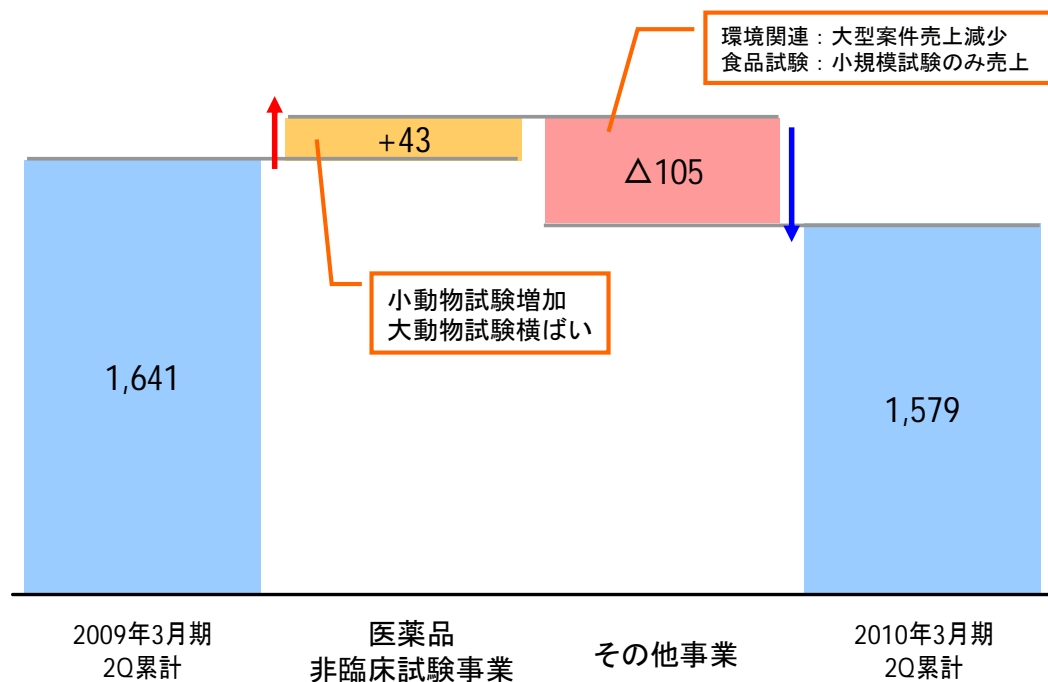 環境関連：大型案件売上減少
食品試験：小規模試験のみ売上
+43
△105
小動物試験増加
大動物試験横ばい
1,641
1,579
2009年3月期
2Q累計
医薬品
非臨床試験事業
その他事業
2010年3月期
2Q累計